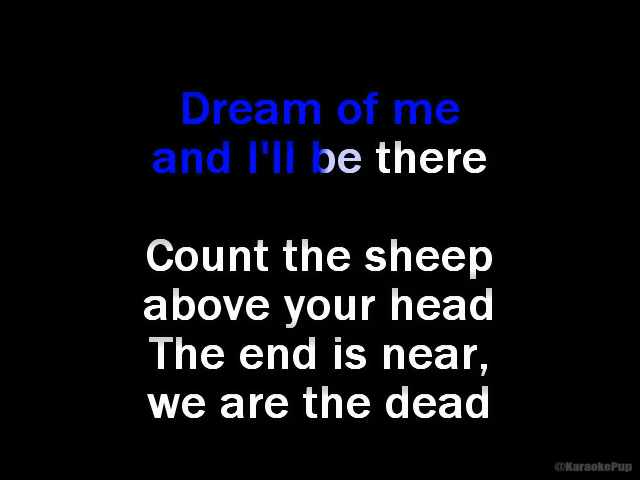 Dream of me
and I'll be there
Count the sheep
above your head
The end is near,
we are the dead
@KaraokePup